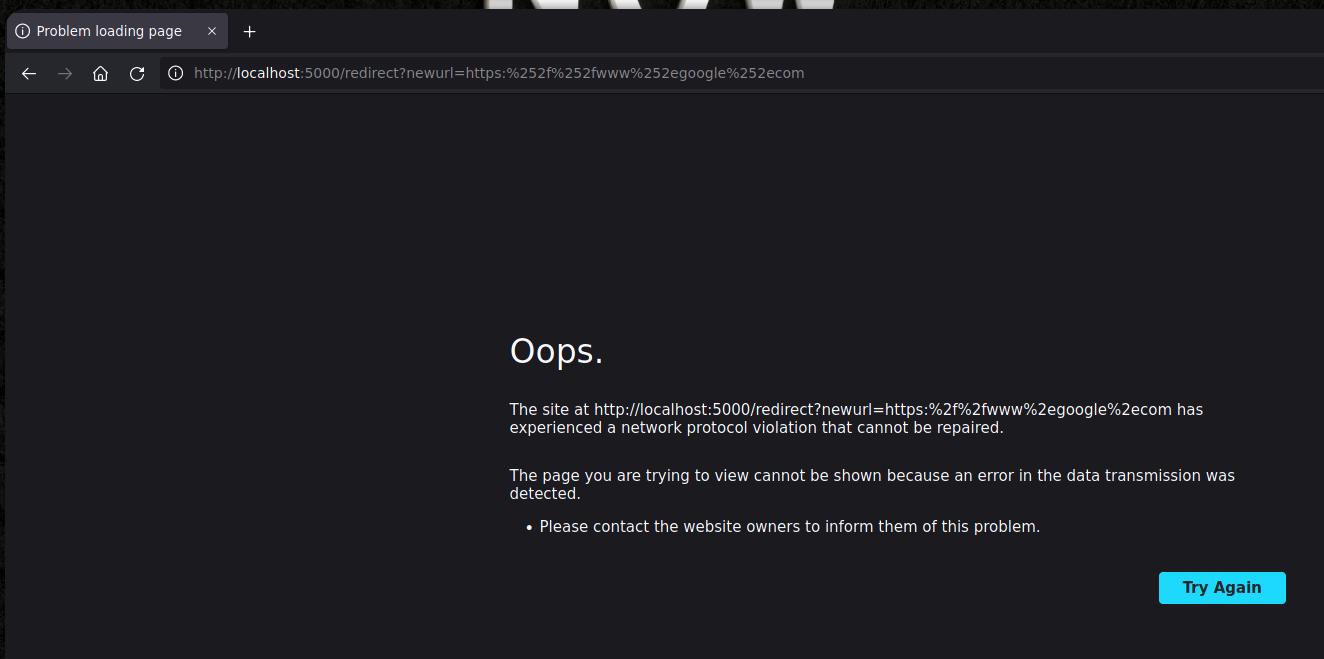 Problem loading page
http://localhost:5000/redirect?newurl=https:%252f%252fwww%252egoogle%252ecom
Oops.
The site at http://localhost:5000/redirect?newurl=https:%2f%2fwww%2egoogle%2ecom has
experienced a network protocol violation that cannot be repaired.
The page you are trying to view cannot be shown because an error in the data transmission was
detected.
• Please contact the website owners to inform them of this problem.
Try Again